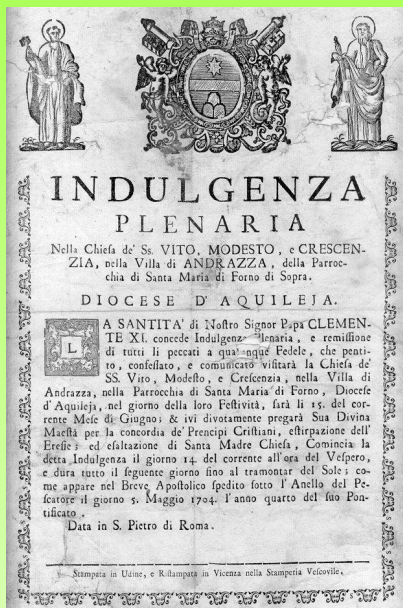 INDULGENZA
PLENARIA
Nella Chiesa de' Ss. VITO, MODESTO, e CRESCEN-
ZIA, nella Villa di ANDRAZZA, della Parroc-
chia di Santa Maria di Forno di Sopra.
DIOCESE D'AQUILEJA.
LA SANTITA' di Nostro Signor Papa CLEMEN-
TE XI. concede Indulgenza Plenaria, e remissione
di tutti li peccati a qualunque Fedele, che penti-
to, confessato, e comunicato visitarà la Chiesa de'
SS. Vito, Modesto, e Crescenzia, nella Villa di
Andrazza, nella Parrocchia di Santa Maria di Forno, Diocese
d'Aquileja, nel giorno della loro Festività, sarà li 15. del cor-
rente Mese di Giugno; & ivi divotamente pregarà Sua Divina
Maestà per la concordia de' Prencipi Cristiani, estirpazione dell'
Eresie; ed esaltazione di Santa Madre Chiesa, Comincia la
detta Indulgenza il giorno 14. del corrente all'ora del Vespero,
e dura tutto il seguente giorno fino al tramontar del Sole; co-
me appare nel Breve Apostolico spedito sotto l'Anello del Pe-
scatore il giorno 5. Maggio 1704. l'anno quarto del suo Pon-
tificato.
Data in S. Pietro di Roma.
Stampata in Udine, e Ristampata in Vicenza nella Stamperia Vescovile.